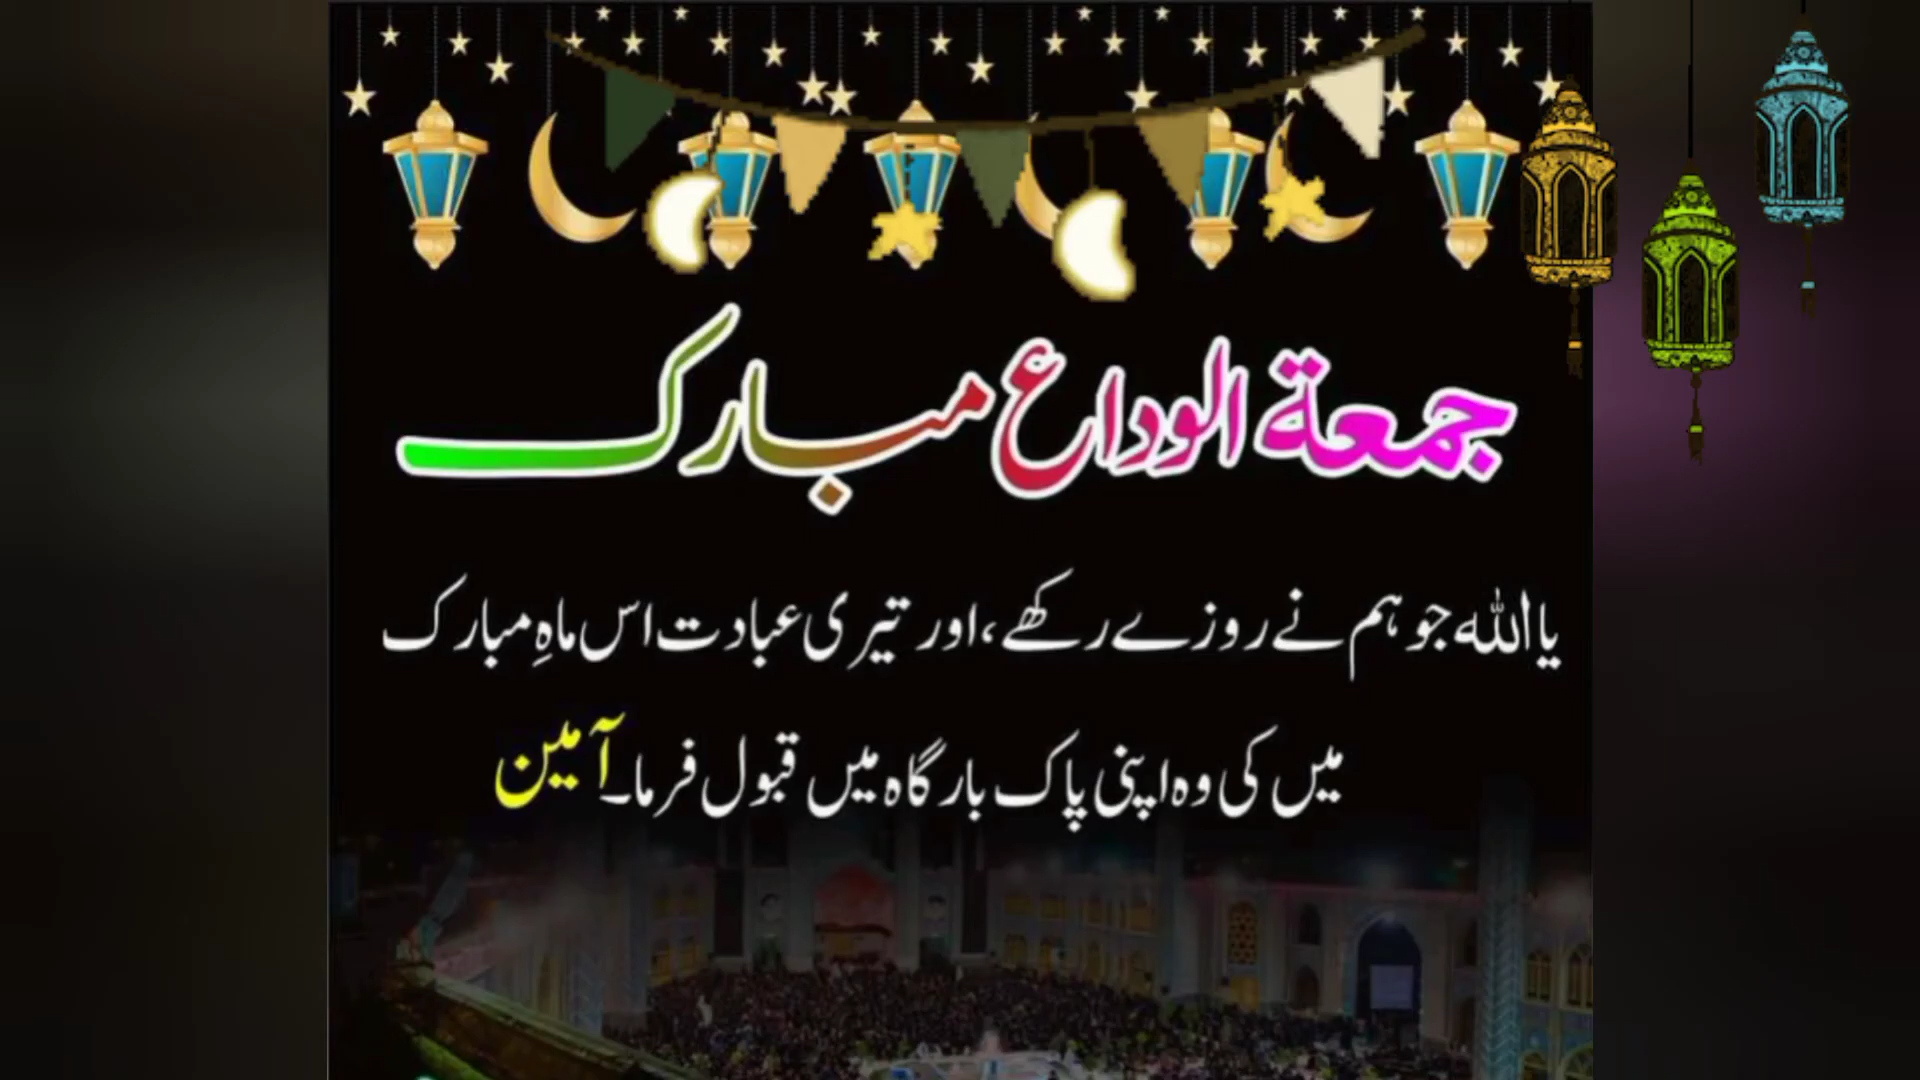 جمعة الوداع مبارک
یا اللہ جو ہم نے روزے رکھے، اور تیری عبادت اس ماہِ مبارک
میں کی وہ اپنی پاک بارگاہ میں قبول فرما۔ آمین